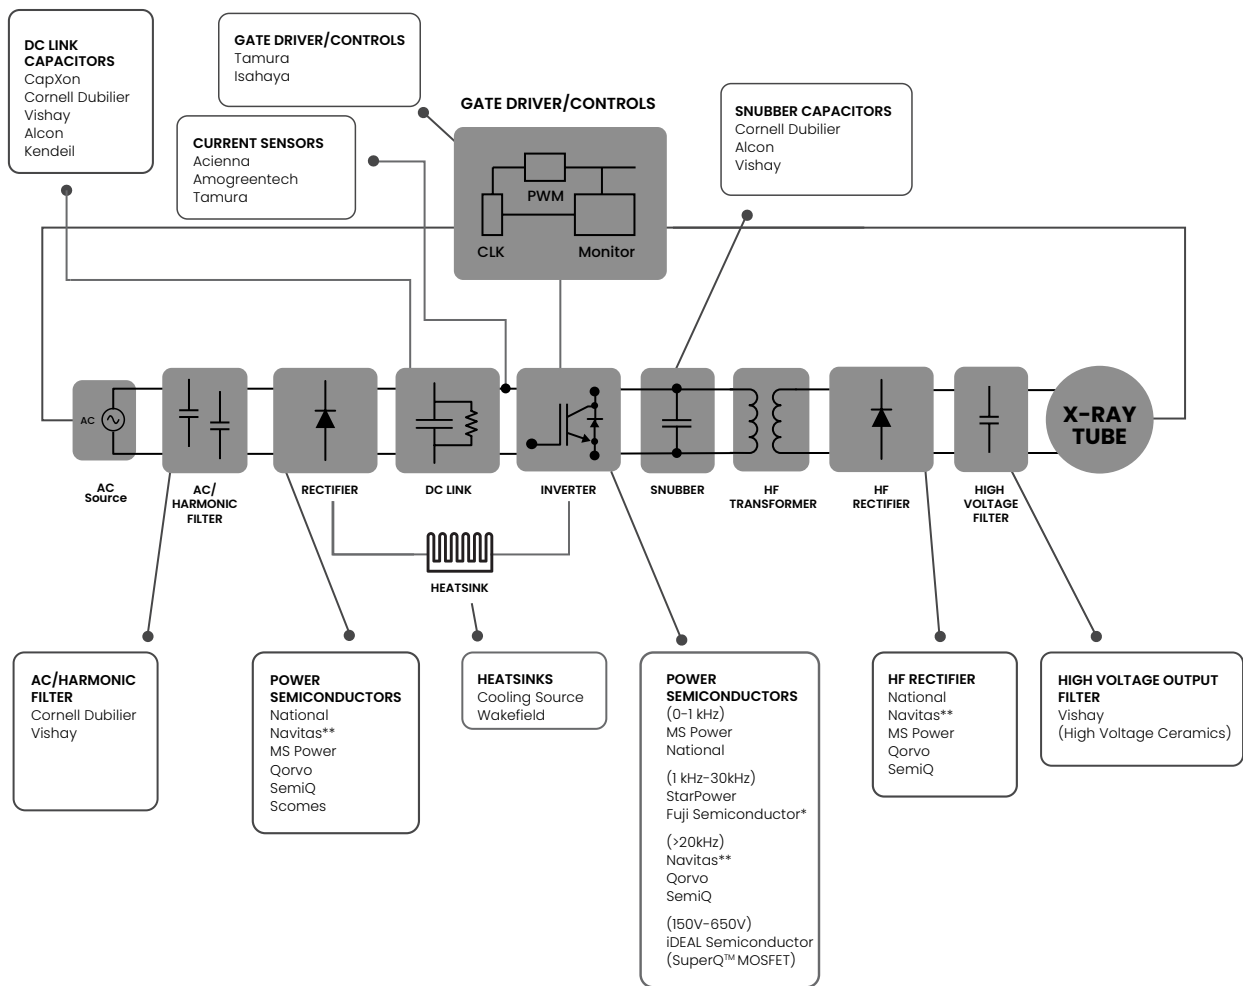 DC LINK
CAPACITORS
CapXon
Cornell Dubilier
Vishay
Alcon
Kendeil
GATE DRIVER/CONTROLS
Tamura
Isahaya
CURRENT SENSORS
Acienna
Amogreentech
Tamura
GATE DRIVER/CONTROLS
PWM
CLK
Monitor
SNUBBER CAPACITORS
Cornell Dubilier
Alcon
Vishay
AC
X-RAY
TUBE
AC
Source
AC/
HARMONIC
FILTER
RECTIFIER
DC LINK
INVERTER
SNUBBER
HF
TRANSFORMER
HF
RECTIFIER
HIGH
VOLTAGE
FILTER
HEATSINK
AC/HARMONIC
FILTER
Cornell Dubilier
Vishay
POWER
SEMICONDUCTORS
National
Navitas**
MS Power
Qorvo
SemiQ
Scomes
HEATSINKS
Cooling Source
Wakefield
POWER
SEMICONDUCTORS
(0-1 kHz)
MS Power
National
(1 kHz-30kHz)
StarPower
Fuji Semiconductor*
(>20kHz)
Navitas**
Qorvo
SemiQ
(150V-650V)
iDEAL Semiconductor
(SuperQ™ MOSFET)
HF RECTIFIER
National
Navitas**
MS Power
Qorvo
SemiQ
HIGH VOLTAGE OUTPUT
FILTER
Vishay
(High Voltage Ceramics)